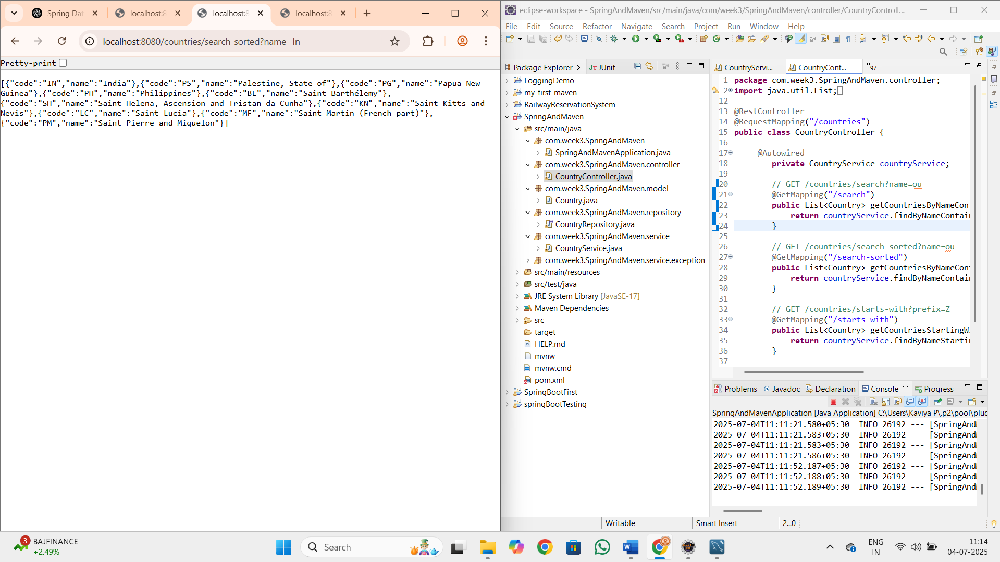 Spring Dat
localhost:8
localhost:8
localhost:8
localhost:8080/countries/search-sorted?name=In
Pretty-print
[{"code":"IN","name":"India"},{"code":"PS","name":"Palestine, State of"},{"code":"PG","name":"Papua New
Guinea"},{"code":"PH","name":"Philippines"},{"code":"BL","name":"Saint Barthélemy"},
{"code":"SH","name":"Saint Helena, Ascension and Tristan da Cunha"},{"code":"KN","name":"Saint Kitts and
Nevis"},{"code":"LC","name":"Saint Lucia"},{"code":"MF","name":"Saint Martin (French part)"},
{"code":"PM","name":"Saint Pierre and Miquelon"}]
eclipse-workspace - SpringAndMaven/src/main/java/com/week3/SpringAndMaven/controller/CountryControll...
File Edit Source Refactor Navigate Search Project Run Window Help
Package Explorer
JUnit
LoggingDemo
my-first-maven
RailwayReservationSystem
SpringAndMaven
src/main/java
com.week3.SpringAndMaven
SpringAndMavenApplication.java
com.week3.SpringAndMaven.controller
CountryController.java
com.week3.SpringAndMaven.model
Country.java
com.week3.SpringAndMaven.repository
CountryRepository.java
com.week3.SpringAndMaven.service
CountryService.java
com.week3.SpringAndMaven.service.exception
src/main/resources
src/test/java
JRE System Library [JavaSE-17]
Maven Dependencies
src
target
HELP.md
mvnw
mvnw.cmd
pom.xml
SpringBootFirst
springBootTesting
CountryServi...
CountryCont...
97
1 package com.week3.SpringAndMaven.controller;
2 import java.util.List;
12
13 @RestController
14 @RequestMapping("/countries")
15 public class CountryController {
16
17 @Autowired
18 private CountryService countryService;
19
20 // GET /countries/search?name=ou
21 @GetMapping("/search")
22 public List<Country> getCountriesByNameCon
23 return countryService.findByNameContai
24 }
25
26 // GET /countries/search-sorted?name=ou
27 @GetMapping("/search-sorted")
28 public List<Country> getCountriesByNameCon
29 return countryService.findByNameContai
30 }
31
32 // GET /countries/starts-with?prefix=Z
33 @GetMapping("/starts-with")
34 public List<Country> getCountriesStartingW
35 return countryService.findByNameStarti
36 }
37
Problems @ Javadoc Declaration Console Progress
SpringAndMavenApplication [Java Application] C:\Users\Kaviya P\.p2\pool\plug
2025-07-04T11:11:21.580+05:30 INFO 26192 --- [SpringAnd
2025-07-04T11:11:21.583+05:30 INFO 26192 --- [SpringAnd
2025-07-04T11:11:21.583+05:30 INFO 26192 --- [SpringAnd
2025-07-04T11:11:21.586+05:30 INFO 26192 --- [SpringAnd
2025-07-04T11:11:52.187+05:30 INFO 26192 --- [SpringAnd
2025-07-04T11:11:52.188+05:30 INFO 26192 --- [SpringAnd
2025-07-04T11:11:52.189+05:30 INFO 26192 --- [SpringAnd
Writable
Smart Insert
2...0
3
BAJFINANCE
+2.49%
Search
ENG
IN
11:14
04-07-2025